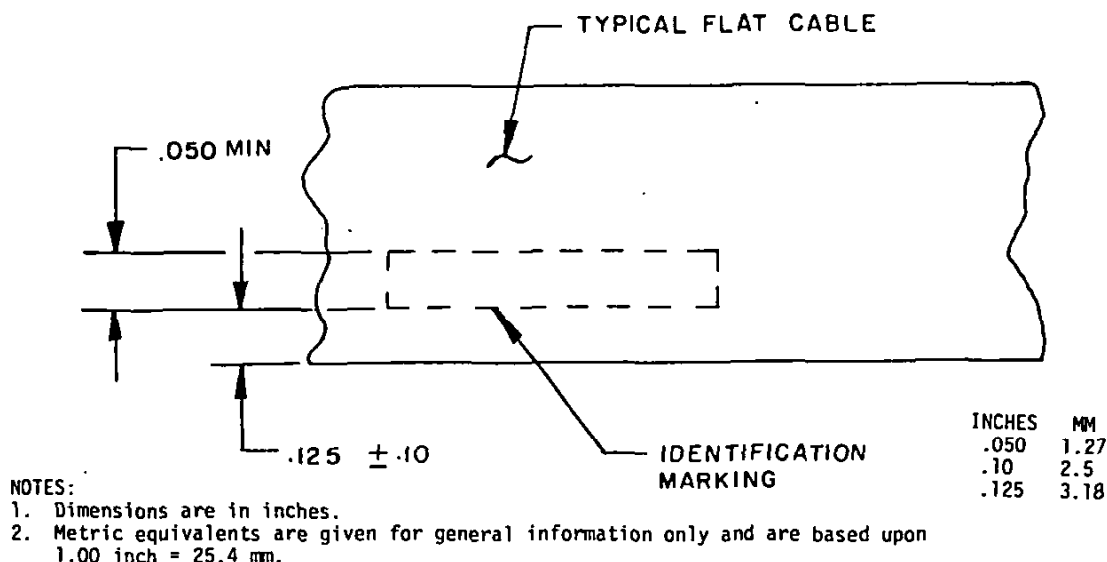 TYPICAL FLAT CABLE
.050 MIN
.125 ± .10
IDENTIFICATION
MARKING
INCHES MM
.050 1.27
.10 2.5
.125 3.18
NOTES:
1. Dimensions are in inches.
2. Metric equivalents are given for general information only and are based upon
1.00 inch = 25.4 mm.